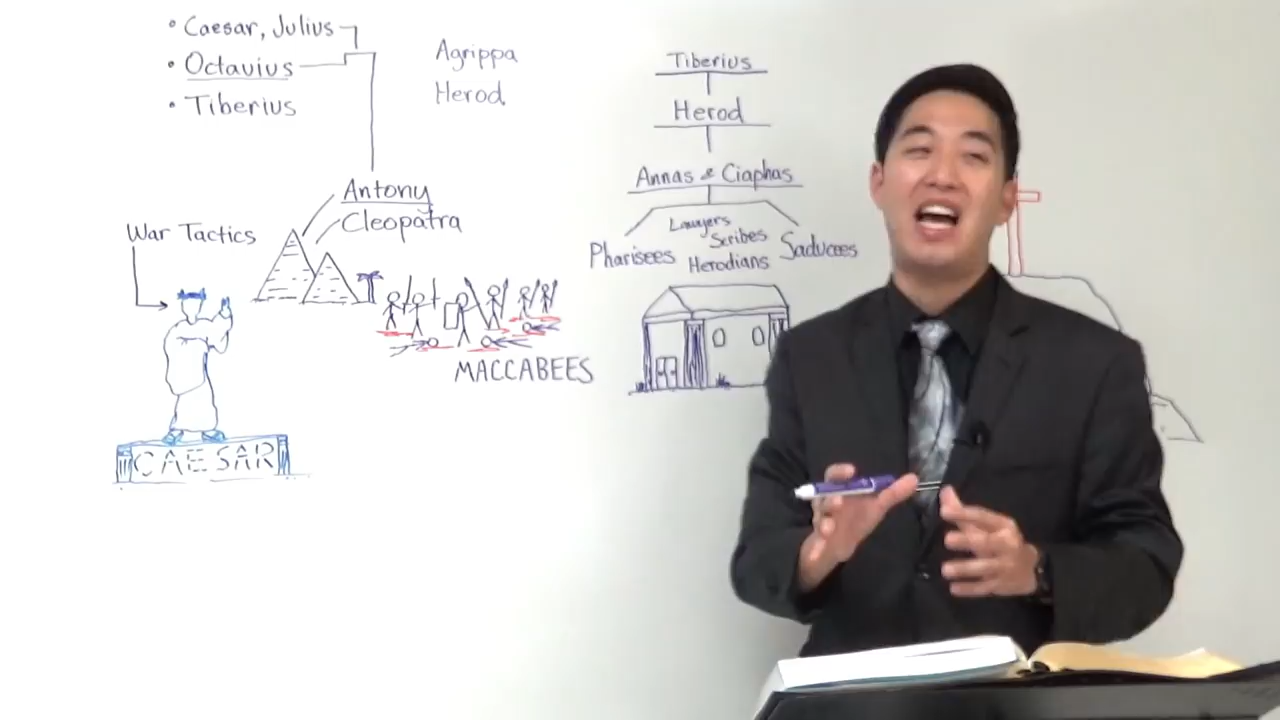 • Caesar, Julius
• Octavius
• Tiberius
Agrippa
Herod.
Antony
Cleopatra
War Tactics
CAESAR
MACCABEES
Tiberius
Herod
Annas & Ciaphas
Pharisees
Lawyers
Scribes
Herodians
Saducees